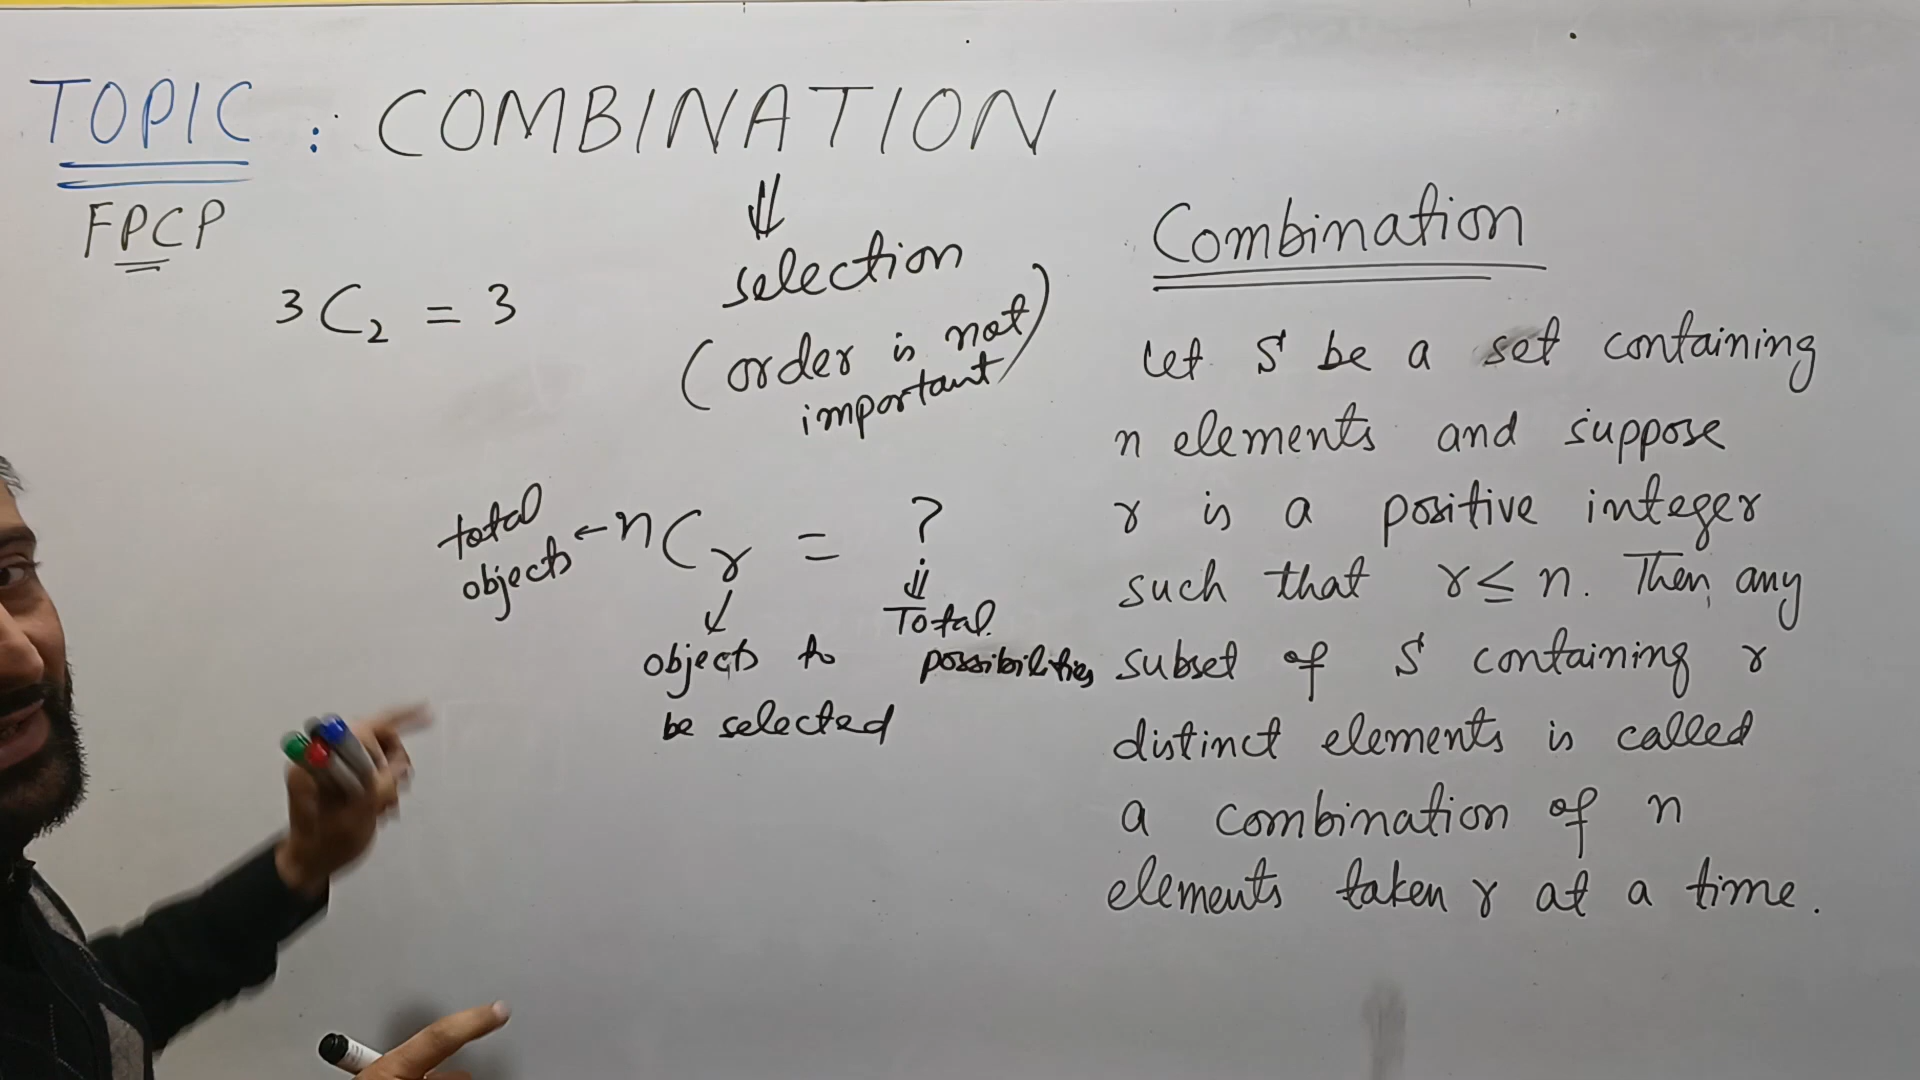 TOPIC : COMBINATION
FPCP
³C₂ = 3
selection
(order is not
important)
total
objects ← ⁿCᵣ = ?
objects to
be selected
Total
possibilities
Combination
Let S be a set containing
n elements and suppose
r is a positive integer
such that r ≤ n. Then, any
subset of S containing r
distinct elements is called
a combination of n
elements taken r at a time.